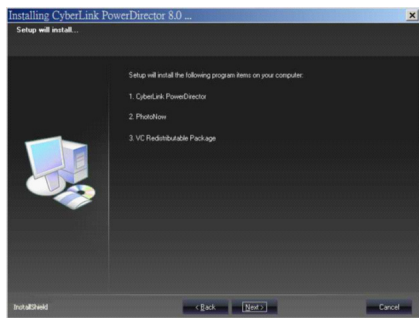 Installing CyberLink PowerDirector 8.0 ...
Setup will install...
Setup will install the following program items on your computer:
1. CyberLink PowerDirector
2. PhotoNow
3. VC Redistributable Package
InstallShield
< Back
Next >
Cancel